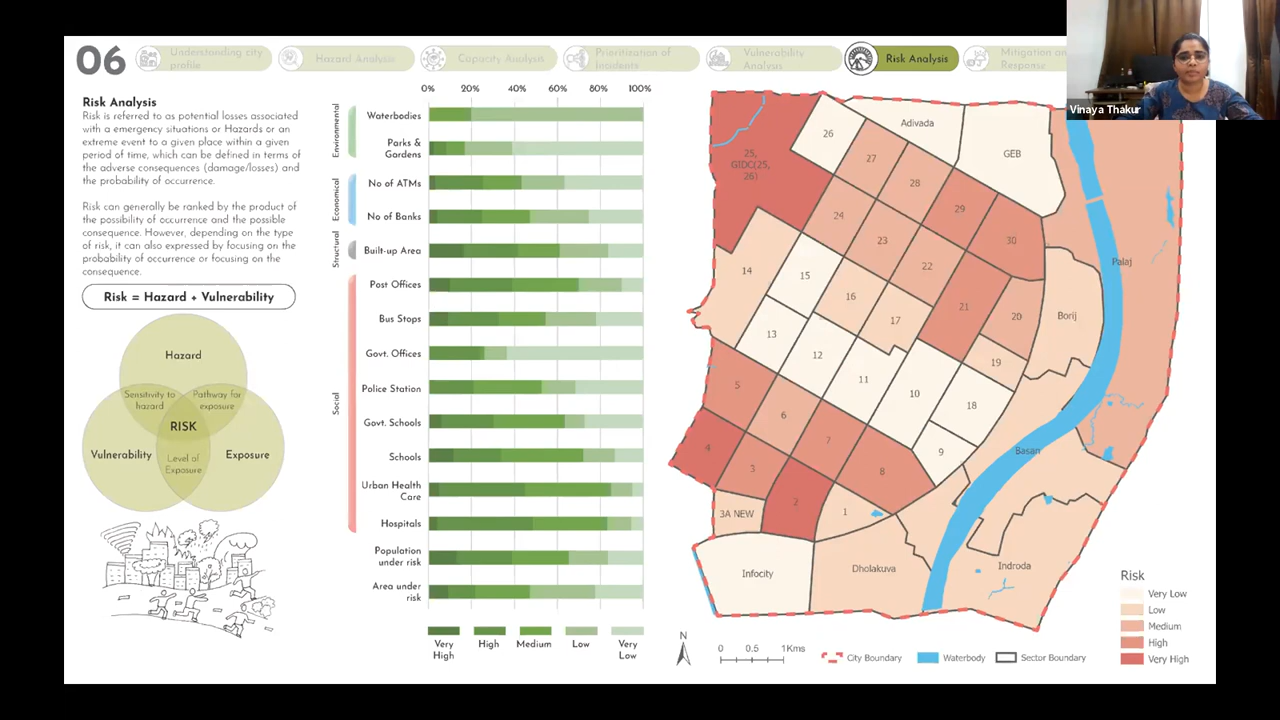 06
Understanding city
profile
Hazard Analysis
Capacity Analysis
Prioritization of
Incidents
Vulnerability
Analysis
Risk Analysis
Mitigation
Response
Vinaya Thakur
Risk Analysis
Risk is referred to as potential losses associated
with a emergency situations or Hazards or an
extreme event to a given place within a given
period of time, which can be defined in terms of
the adverse consequences (damage/losses) and
the probability of occurrence.
Risk can generally be ranked by the product of
the possibility of occurrence and the possible
consequence. However, depending on the type
of risk, it can also expressed by focusing on the
probability of occurrence or focusing on the
consequence.
Risk = Hazard + Vulnerability
Hazard
Sensitivity to
hazard
Pathway for
exposure
RISK
Vulnerability
Level of
Exposure
Exposure
0% 20% 40% 60% 80% 100%
Environmental
Economical
Structural
Social
Waterbodies
Parks &
Gardens
No of ATMs
No of Banks
Built-up Area
Post Offices
Bus Stops
Govt. Offices
Police Station
Govt. Schools
Schools
Urban Health
Care
Hospitals
Population
under risk
Area under
risk
Very
High
High
Medium
Low
Very
Low
Adivada
26
GEB
25,
GIDC(25,
26)
27
28
29
24
30
23
22
Palaj
14
15
16
21
17
20
Borij
13
12
19
11
5
10
18
6
7
4
9
Basan
3
8
2
3A NEW
1
Infocity
Dholakuva
Indroda
N
0 0.5 1Kms
City Boundary
Waterbody
Sector Boundary
Risk
Very Low
Low
Medium
High
Very High